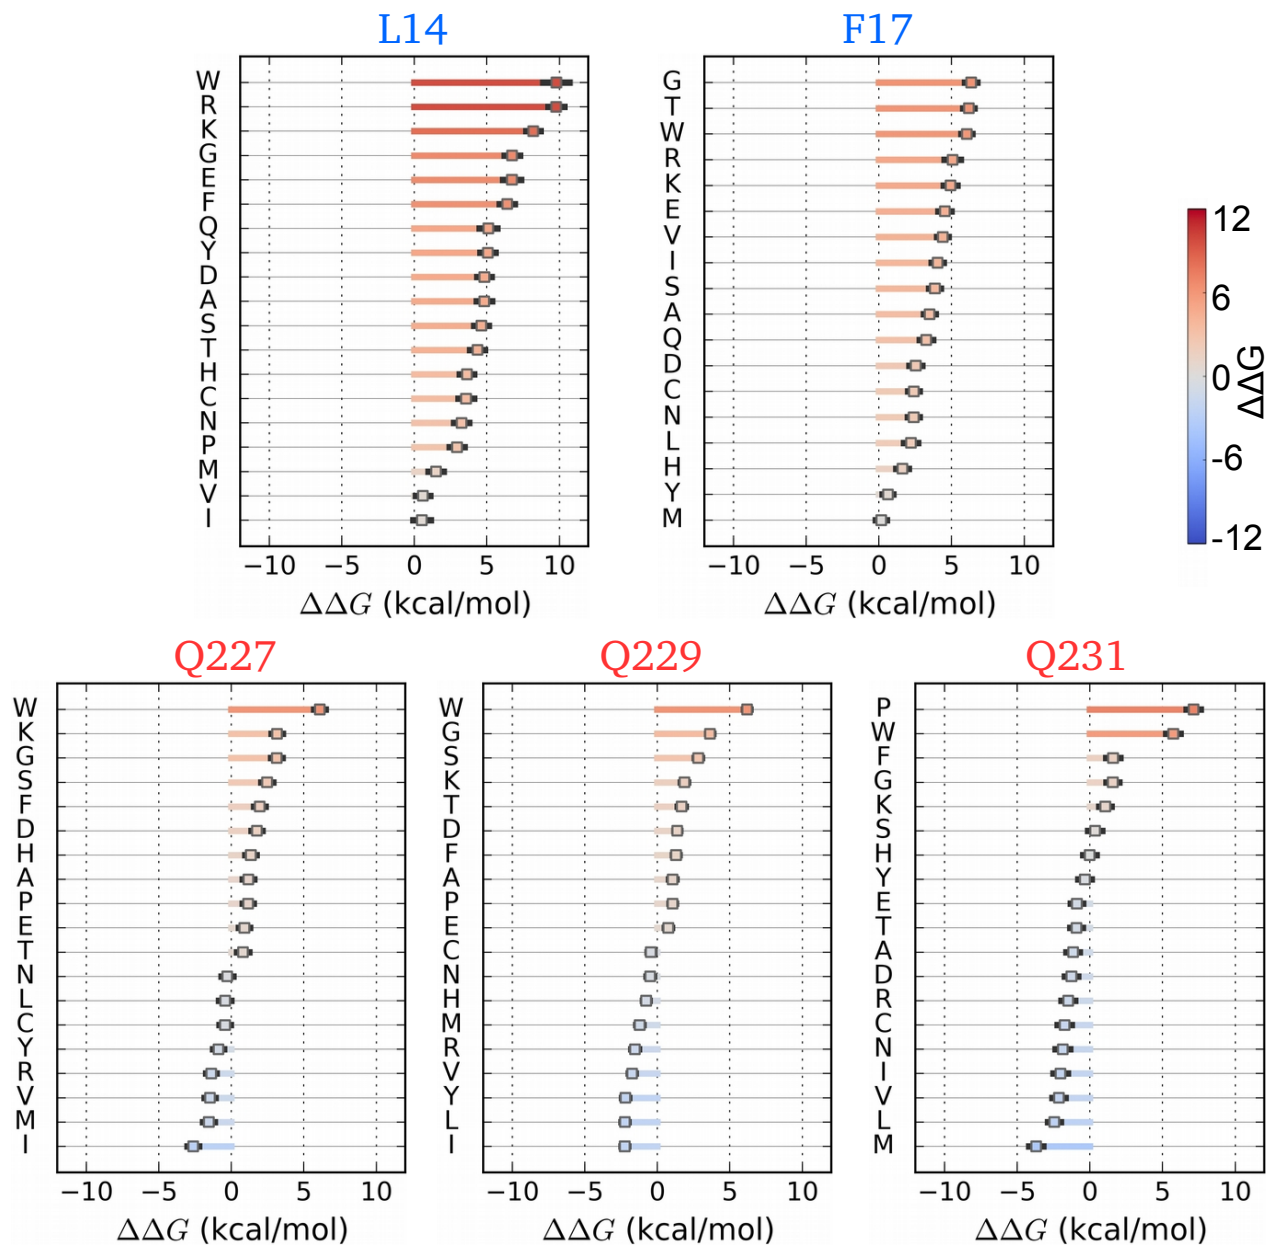 L14
W
R
K
G
E
F
Q
Y
D
A
S
T
H
C
N
P
M
V
I
−10 −5 0 5 10
ΔΔG (kcal/mol)
F17
G
T
W
R
K
E
V
I
S
A
Q
D
C
N
L
H
Y
M
−10 −5 0 5 10
ΔΔG (kcal/mol)
12
6
0
-6
-12
ΔΔG
Q227
W
K
G
S
F
D
H
A
P
E
T
N
L
C
Y
R
V
M
I
−10 −5 0 5 10
ΔΔG (kcal/mol)
Q229
W
G
S
K
T
D
F
A
P
E
C
N
H
M
R
V
Y
L
I
−10 −5 0 5 10
ΔΔG (kcal/mol)
Q231
P
W
F
G
K
S
H
Y
E
T
A
D
R
C
N
I
V
L
M
−10 −5 0 5 10
ΔΔG (kcal/mol)